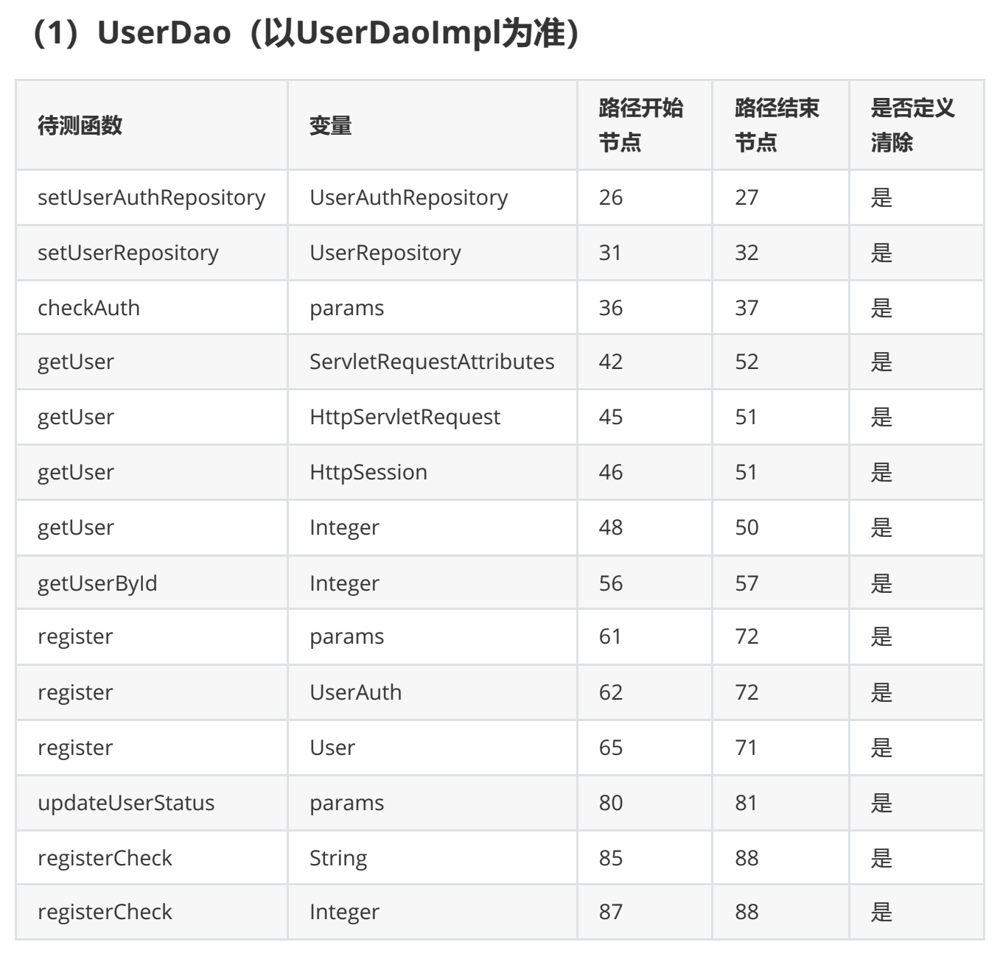 （1）UserDao（以UserDaoImpl为准）
待测函数 变量 路径开始节点 路径结束节点 是否定义清除
setUserAuthRepository UserAuthRepository 26 27 是
setUserRepository UserRepository 31 32 是
checkAuth params 36 37 是
getUser ServletRequestAttributes 42 52 是
getUser HttpServletRequest 45 51 是
getUser HttpSession 46 51 是
getUser Integer 48 50 是
getUserById Integer 56 57 是
register params 61 72 是
register UserAuth 62 72 是
register User 65 71 是
updateUserStatus params 80 81 是
registerCheck String 85 88 是
registerCheck Integer 87 88 是